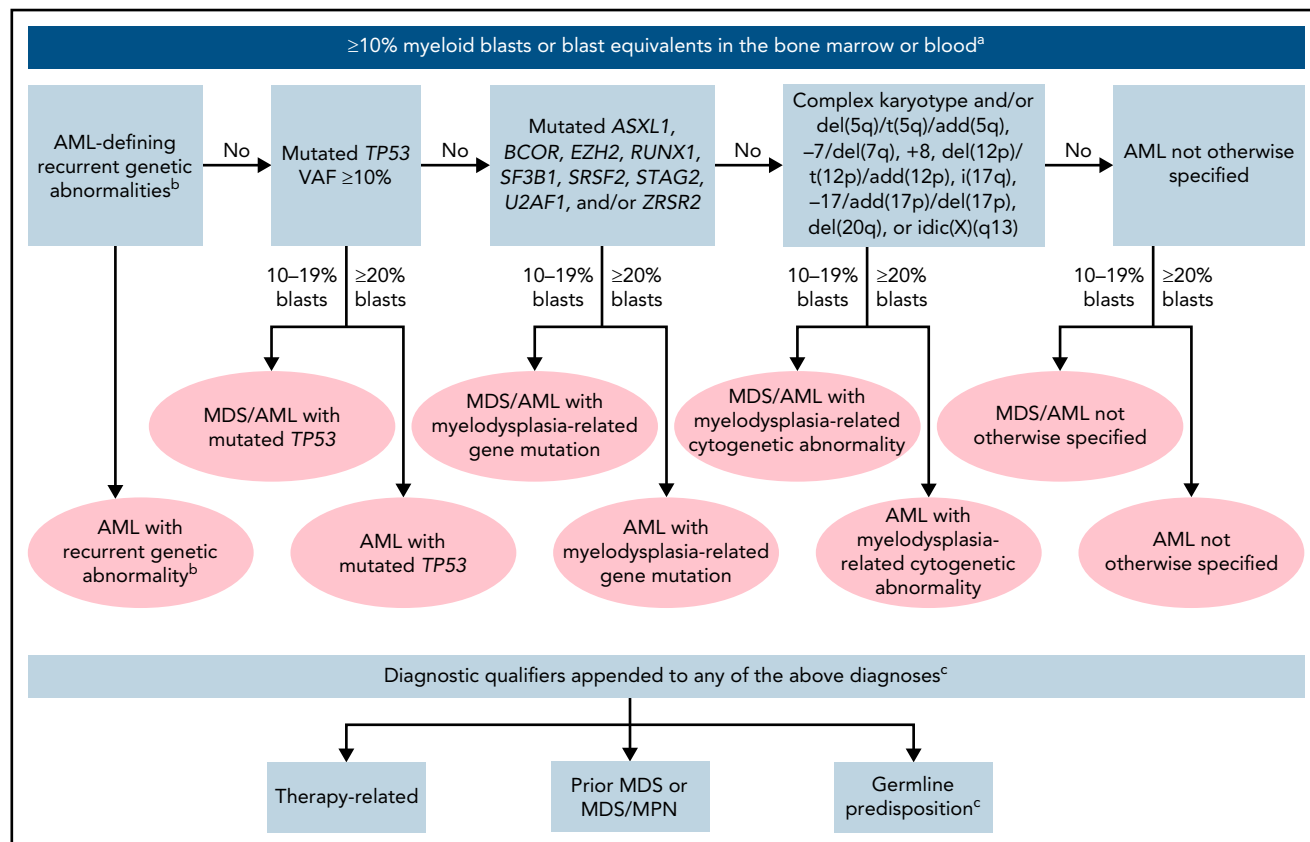 ≥10% myeloid blasts or blast equivalents in the bone marrow or bloodᵃ
AML-defining
recurrent genetic
abnormalitiesᵇ
No
Mutated TP53
VAF ≥10%
No
Mutated ASXL1,
BCOR, EZH2, RUNX1,
SF3B1, SRSF2, STAG2,
U2AF1, and/or ZRSR2
No
Complex karyotype and/or
del(5q)/t(5q)/add(5q),
–7/del(7q), +8, del(12p)/
t(12p)/add(12p), i(17q),
–17/add(17p)/del(17p),
del(20q), or idic(X)(q13)
No
AML not otherwise
specified
10–19%
blasts
≥20%
blasts
10–19%
blasts
≥20%
blasts
10–19%
blasts
≥20%
blasts
10–19%
blasts
≥20%
blasts
MDS/AML with
mutated TP53
MDS/AML with
myelodysplasia-related
gene mutation
MDS/AML with
myelodysplasia-related
cytogenetic abnormality
MDS/AML not
otherwise specified
AML with
recurrent genetic
abnormalityᵇ
AML with
mutated TP53
AML with
myelodysplasia-related
gene mutation
AML with
myelodysplasia-
related cytogenetic
abnormality
AML not
otherwise specified
Diagnostic qualifiers appended to any of the above diagnosesᶜ
Therapy-related
Prior MDS or
MDS/MPN
Germline
predispositionᶜ